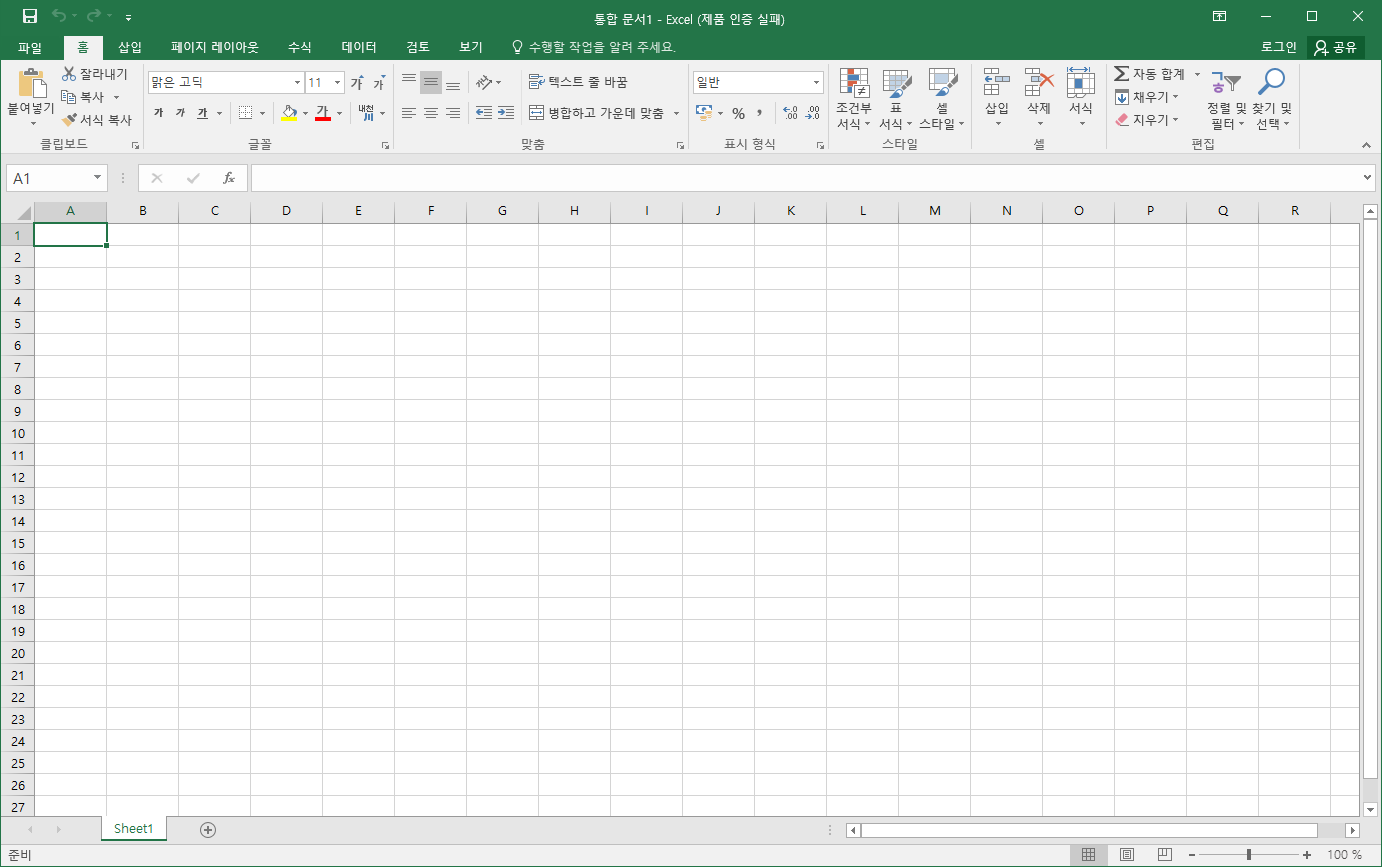 통합 문서1 - Excel (제품 인증 실패)
파일 홈 삽입 페이지 레이아웃 수식 데이터 검토 보기 수행할 작업을 알려 주세요. 로그인 공유
붙여넣기 잘라내기 복사 서식 복사 클립보드
맑은 고딕 11 가 가 가 가 가 가 내천 川 글꼴
텍스트 줄 바꿈 병합하고 가운데 맞춤 맞춤
일반 % , .00 .0 표시 형식
조건부 서식 표 서식 셀 스타일 스타일
삽입 삭제 서식 셀
자동 합계 채우기 지우기 정렬 및 필터 찾기 및 선택 편집
A1 fx
A B C D E F G H I J K L M N O P Q R
1
2
3
4
5
6
7
8
9
10
11
12
13
14
15
16
17
18
19
20
21
22
23
24
25
26
27
Sheet1
준비 100 %